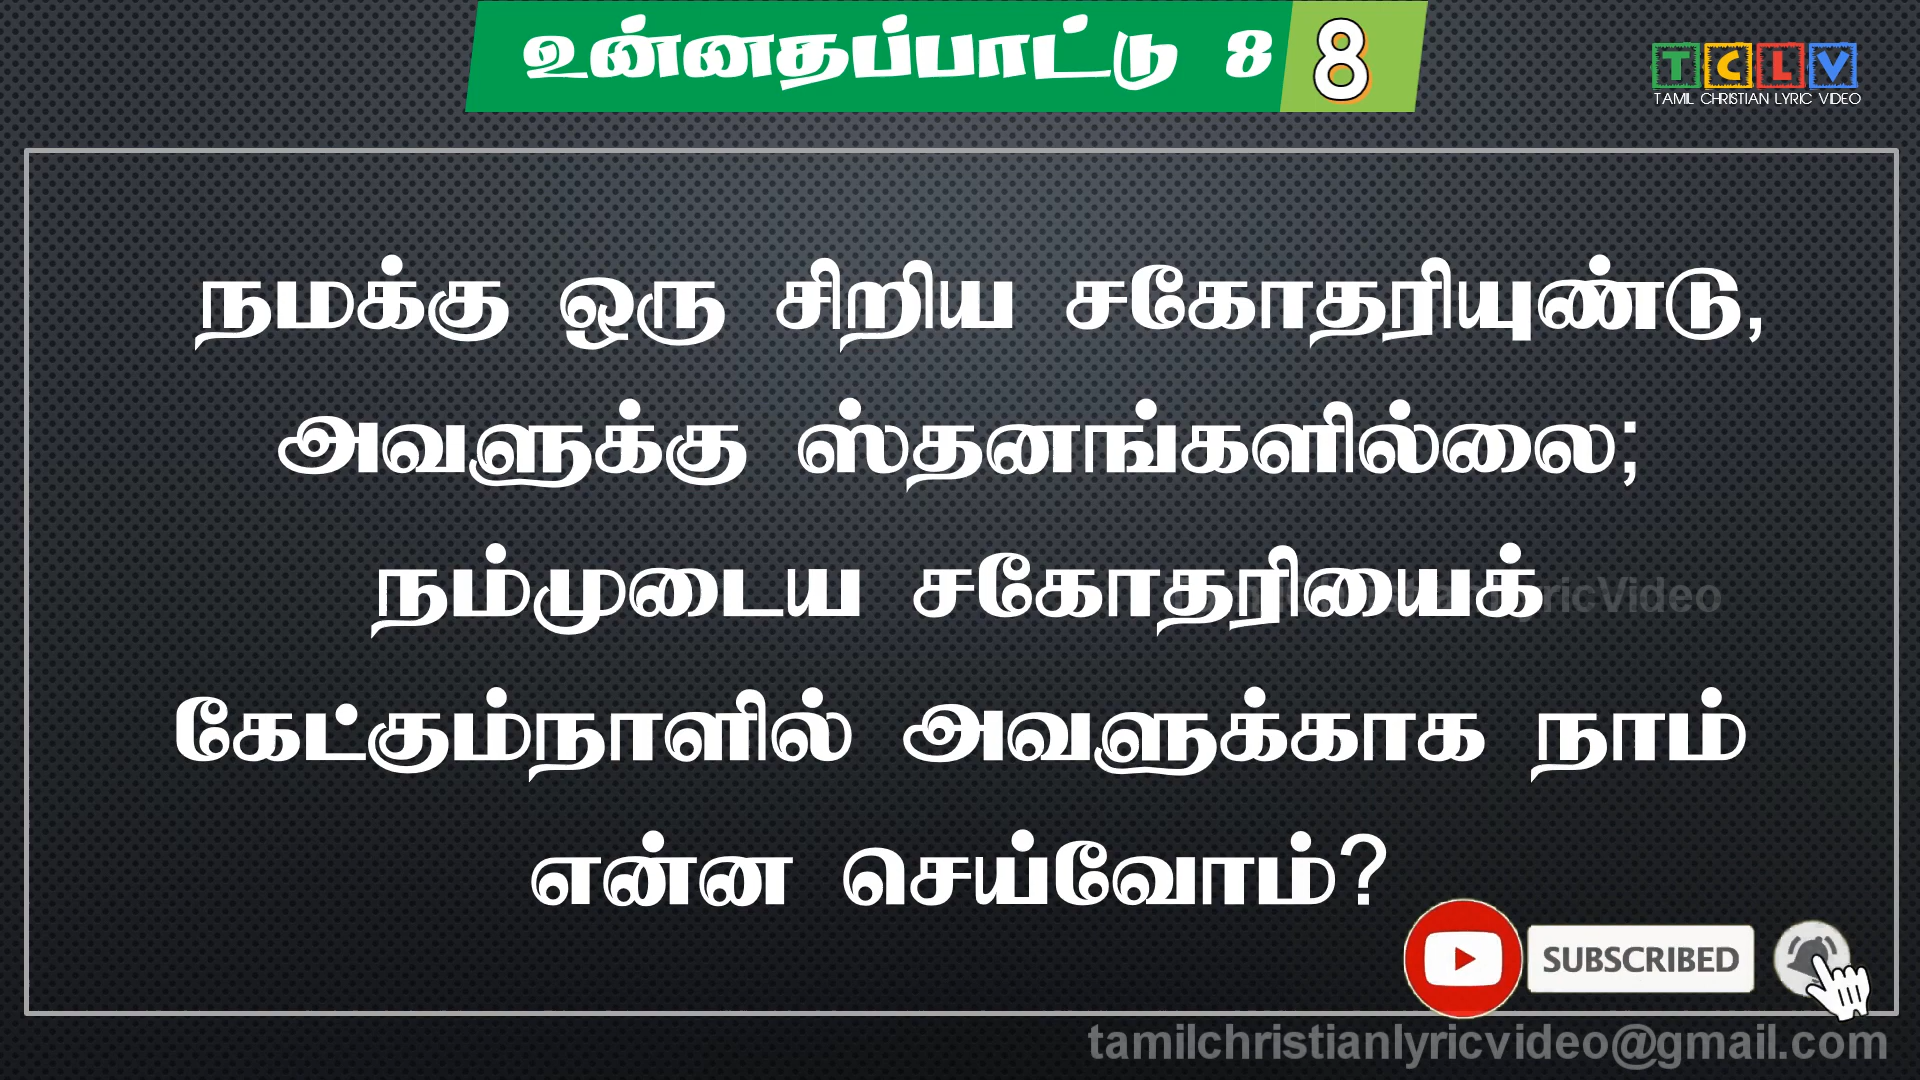 உன்னதப்பாட்டு 8
8
TCLV
TAMIL CHRISTIAN LYRIC VIDEO
நமக்கு ஒரு சிறிய சகோதரியுண்டு,
அவளுக்கு ஸ்தனங்களில்லை;
நம்முடைய சகோதரியைக்
ricVideo
கேட்கும்நாளில் அவளுக்காக நாம்
என்ன செய்வோம்?
SUBSCRIBED
tamilchristianlyricvideo@gmail.com